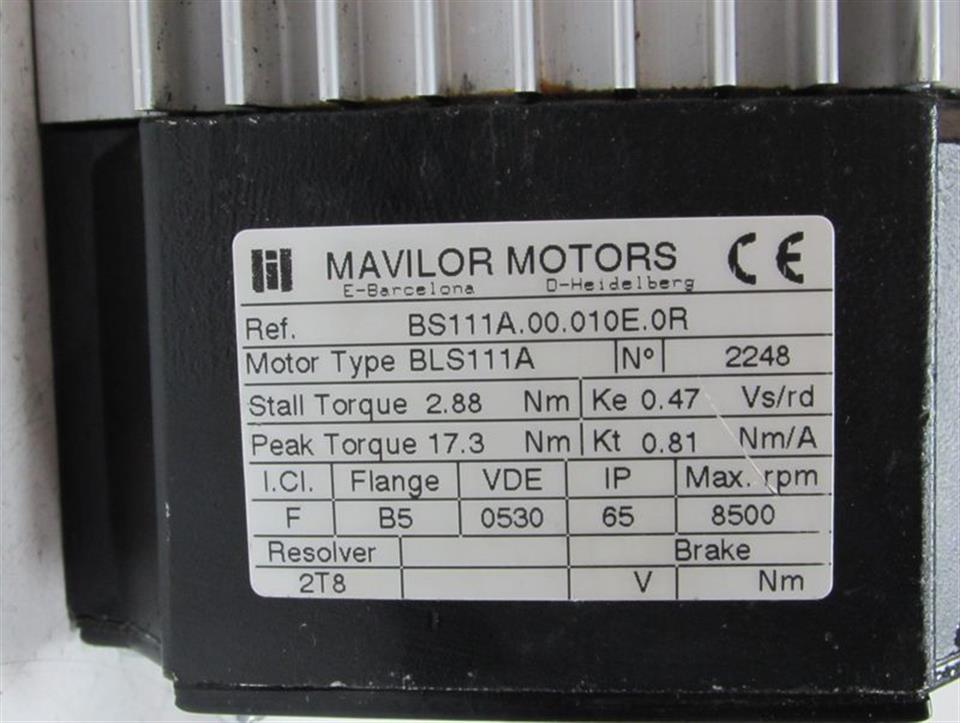 MAVILOR MOTORS CE
E-Barcelona D-Heidelberg
Ref. BS111A.00.010E.0R
Motor Type BLS111A Nº 2248
Stall Torque 2.88 Nm Ke 0.47 Vs/rd
Peak Torque 17.3 Nm Kt 0.81 Nm/A
I.Cl. Flange VDE IP Max. rpm
F B5 0530 65 8500
Resolver Brake
2T8 V Nm